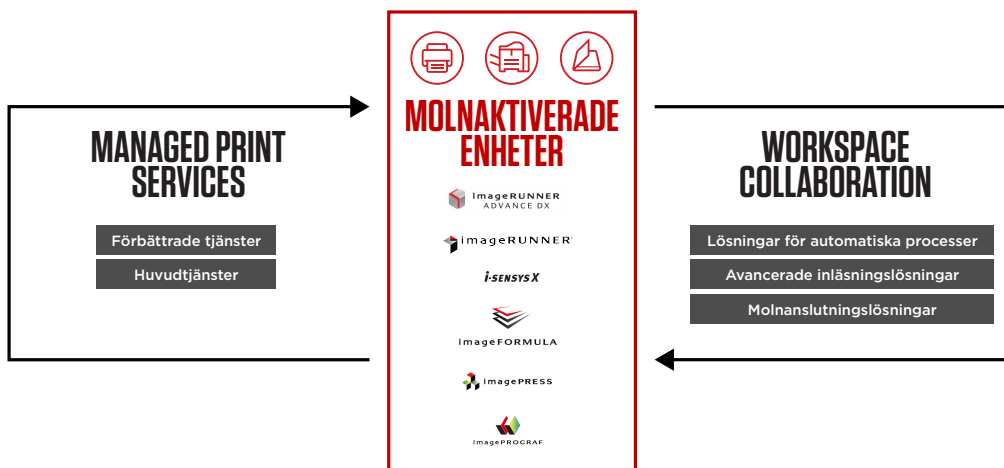 MANAGED PRINT
SERVICES
Förbättrade tjänster
Huvudtjänster
MOLNAKTIVERADE
ENHETER
imageRUNNER
ADVANCE DX
imageRUNNER
i-SENSYS X
imageFORMULA
imagePRESS
imagePROGRAF
WORKSPACE
COLLABORATION
Lösningar för automatiska processer
Avancerade inläsningslösningar
Molnanslutningslösningar